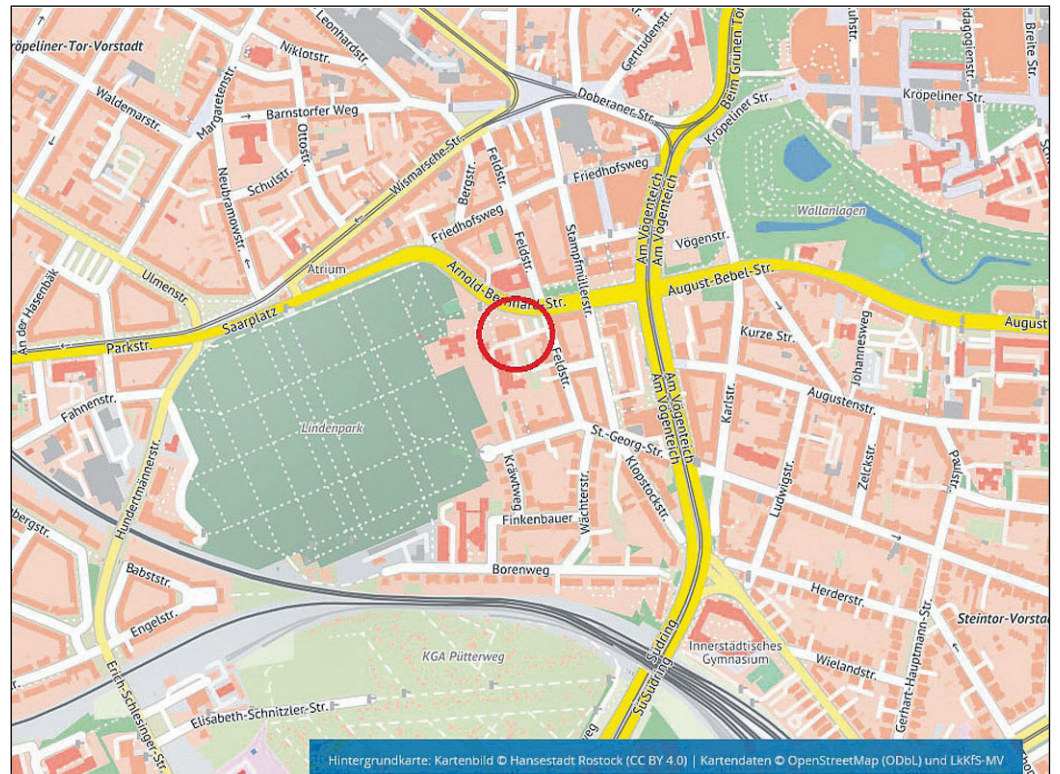 Leonhardstr.
Gertrudenstr.
Beim Grünen Tor
Breite Str.
Kröpeliner-Tor-Vorstadt
Niklotstr.
Margaretenstr.
Waldemarstr.
Barnstorfer Weg
Doberaner Str.
Kröpeliner Str.
Kröpeliner Str.
Ottostr.
Schulstr.
Wismarsche Str.
Bergstr.
Feldstr.
Friedhofsweg
Neubramowstr.
Friedhofsweg
Feldstr.
Stampfmüllerstr.
Am Vögenteich
Am Vögenteich
Vögenstr.
Wallanlagen
An der Hasenbäk
Ulmenstr.
Atrium
Arnold-Bernhard-Str.
August-Bebel-Str.
Saarplatz
Parkstr.
August
Kurze Str.
Johannesweg
Feldstr.
Am Vögenteich
Am Vögenteich
Karlstr.
Augustenstr.
Fahnenstr.
Lindenpark
St.-Georg-Str.
Hundertmännerstr.
Kräwtweg
Wächterstr.
Klopstockstr.
Ludwigstr.
Zelckstr.
Paulstr.
Finkenbauer
Borenweg
Babststr.
Engelstr.
Herderstr.
Steintor-Vorstad
Innerstädtisches
Gymnasium
Wielandstr.
Gerhart-Hauptmann-Str.
KGA Pütterweg
Südring
Südring
Erich-Schlesinger-Str.
Elisabeth-Schnitzler-Str.
Hintergrundkarte: Kartenbild © Hansestadt Rostock (CC BY 4.0) | Kartendaten © OpenStreetMap (ODbL) und LkKfS-MV